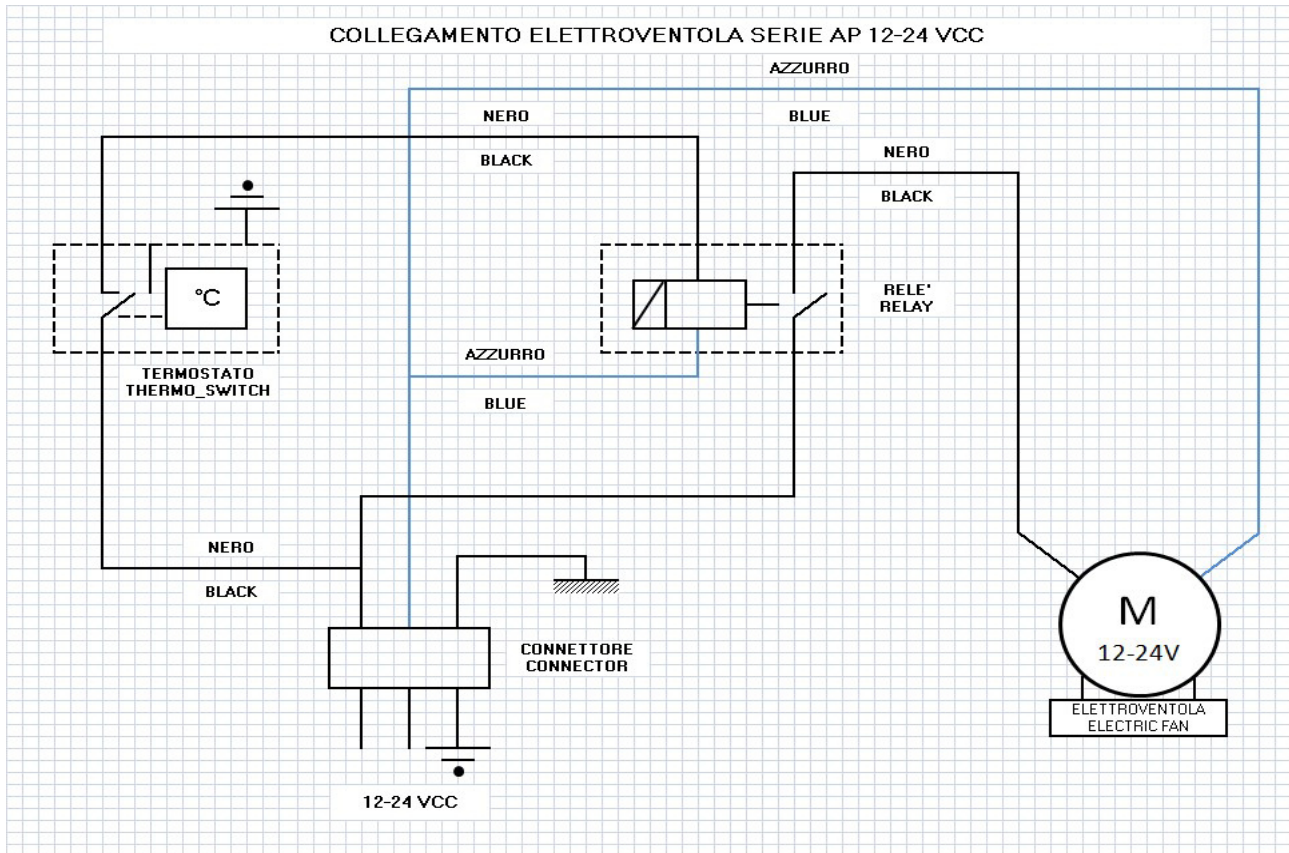 COLLEGAMENTO ELETTROVENTOLA SERIE AP 12-24 VCC
AZZURRO
BLUE
NERO
BLACK
NERO
BLACK
°C
TERMOSTATO
THERMO_SWITCH
RELE'
RELAY
AZZURRO
BLUE
NERO
BLACK
CONNETTORE
CONNECTOR
M
12-24V
ELETTROVENTOLA
ELECTRIC FAN
12-24 VCC